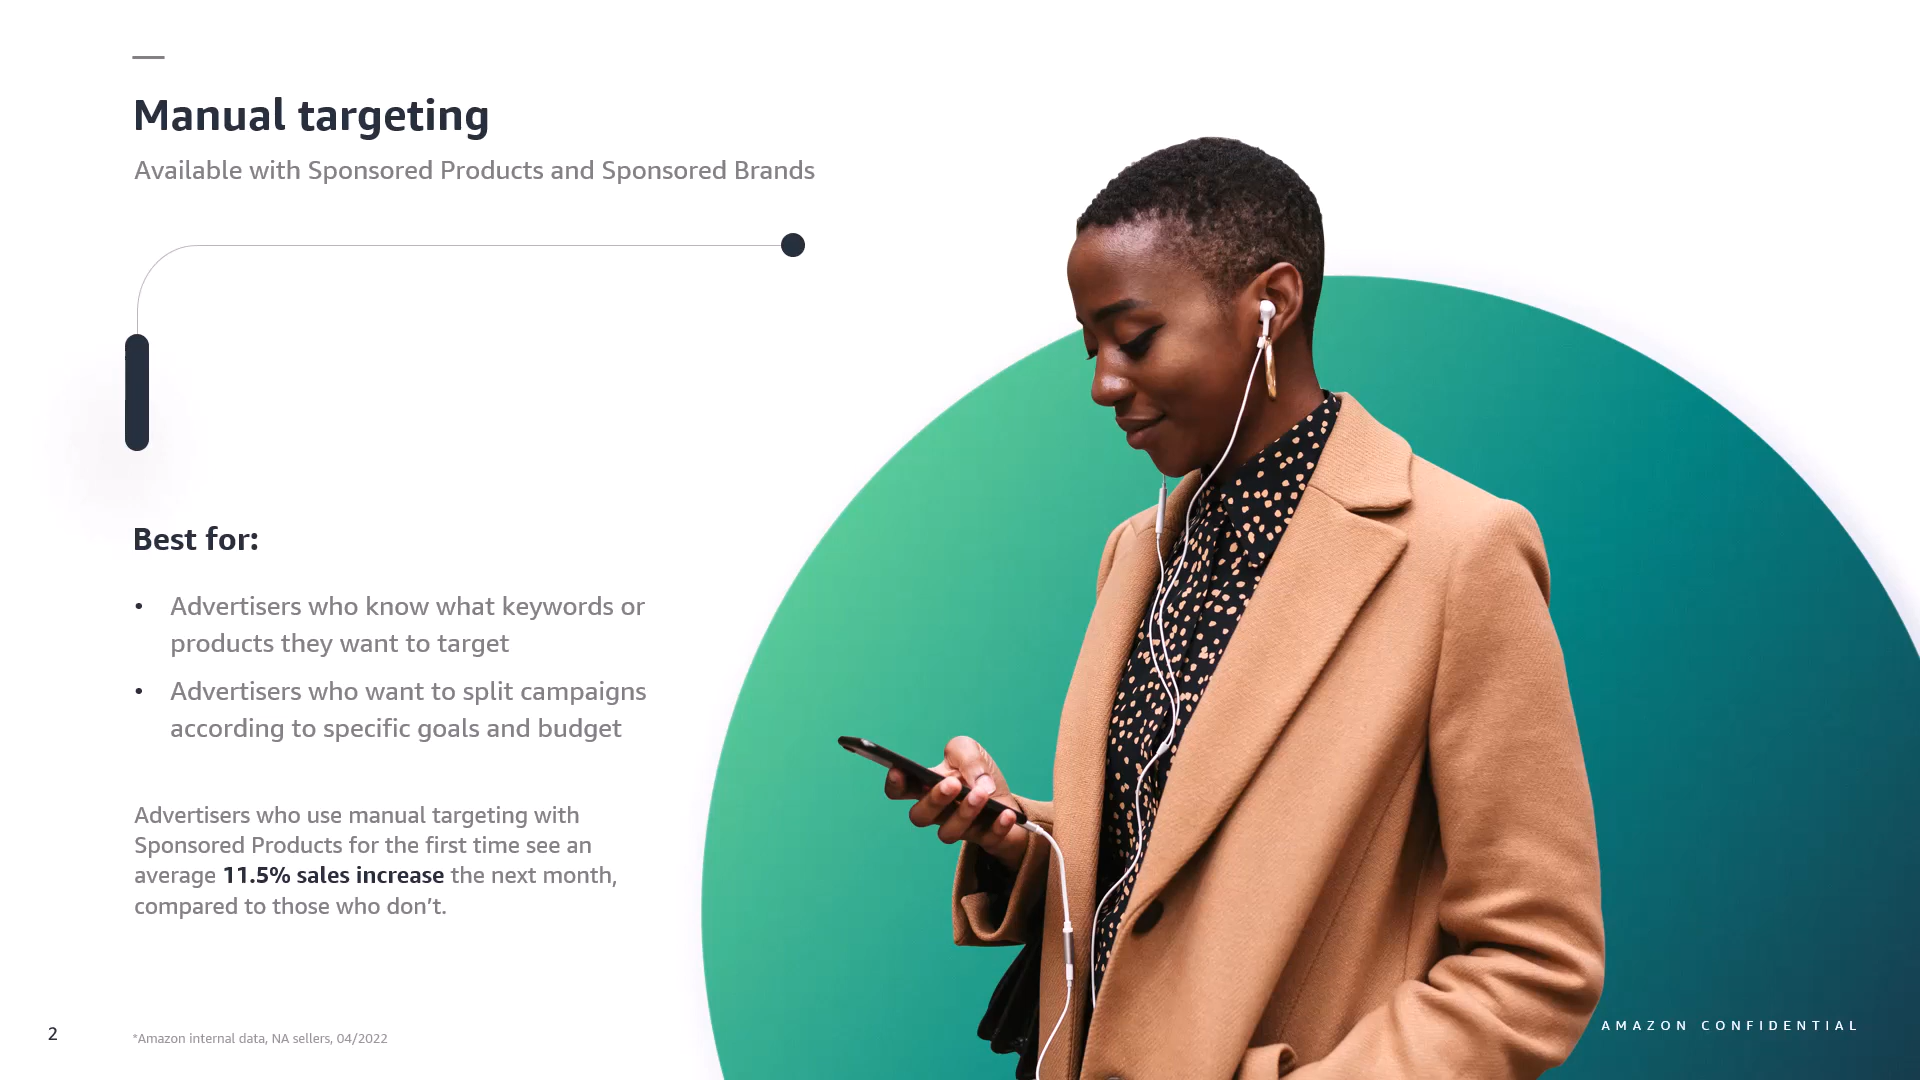 Manual targeting
Available with Sponsored Products and Sponsored Brands
Best for:
• Advertisers who know what keywords or
products they want to target
• Advertisers who want to split campaigns
according to specific goals and budget
Advertisers who use manual targeting with
Sponsored Products for the first time see an
average 11.5% sales increase the next month,
compared to those who don’t.
2
*Amazon internal data, NA sellers, 04/2022
AMAZON CONFIDENTIAL